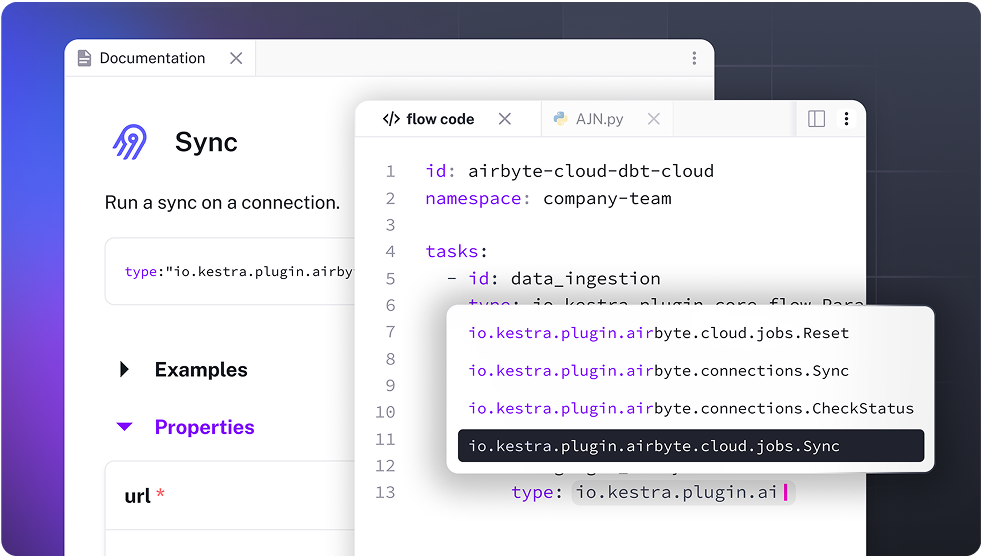 Documentation
Sync
Run a sync on a connection.
type:"io.kestra.plugin.airby
Examples
Properties
url *
flow code
AJN.py
1 id: airbyte-cloud-dbt-cloud
2 namespace: company-team
3
4 tasks:
5 - id: data_ingestion
6 type: io.kestra.plugin.core.flow.Para
7
8
9
10
11
12
13 type: io.kestra.plugin.ai
io.kestra.plugin.airbyte.cloud.jobs.Reset
io.kestra.plugin.airbyte.connections.Sync
io.kestra.plugin.airbyte.connections.CheckStatus
io.kestra.plugin.airbyte.cloud.jobs.Sync